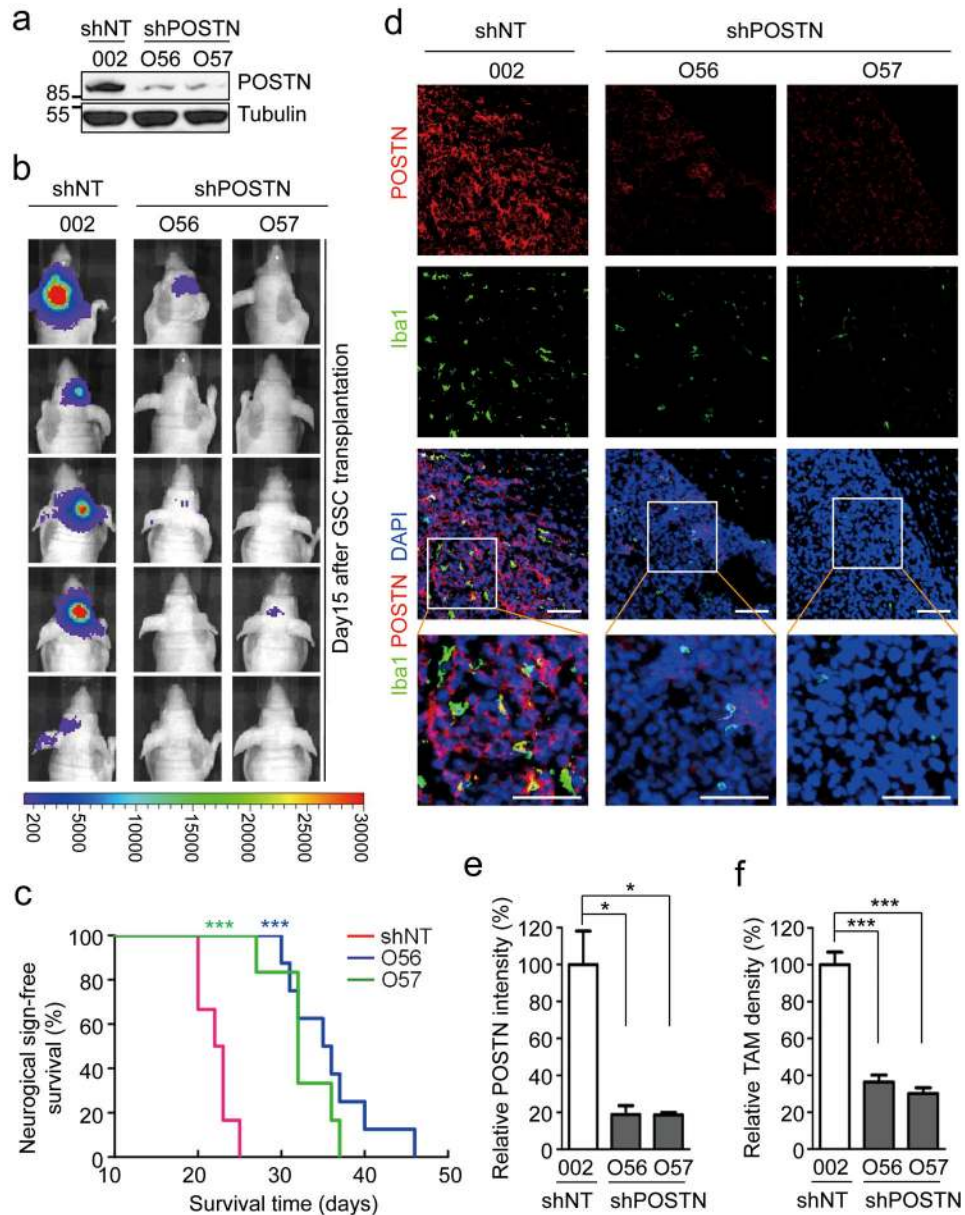 a
shNT shPOSTN
002 O56 O57
85
55
POSTN
Tubulin
b
shNT shPOSTN
002 O56 O57
Day15 after GSC transplantation
200 5000 10000 15000 20000 25000 30000
c
Neurogical sign-free
survival (%)
100
80
60
40
20
0
10 20 30 40 50
Survival time (days)
*** ***
shNT
O56
O57
d
shNT shPOSTN
002 O56 O57
POSTN
Iba1
Iba1 POSTN DAPI
e
Relative POSTN intensity (%)
120
100
80
60
40
20
0
*
*
002 O56 O57
shNT shPOSTN
f
Relative TAM density (%)
120
100
80
60
40
20
0
***
***
002 O56 O57
shNT shPOSTN